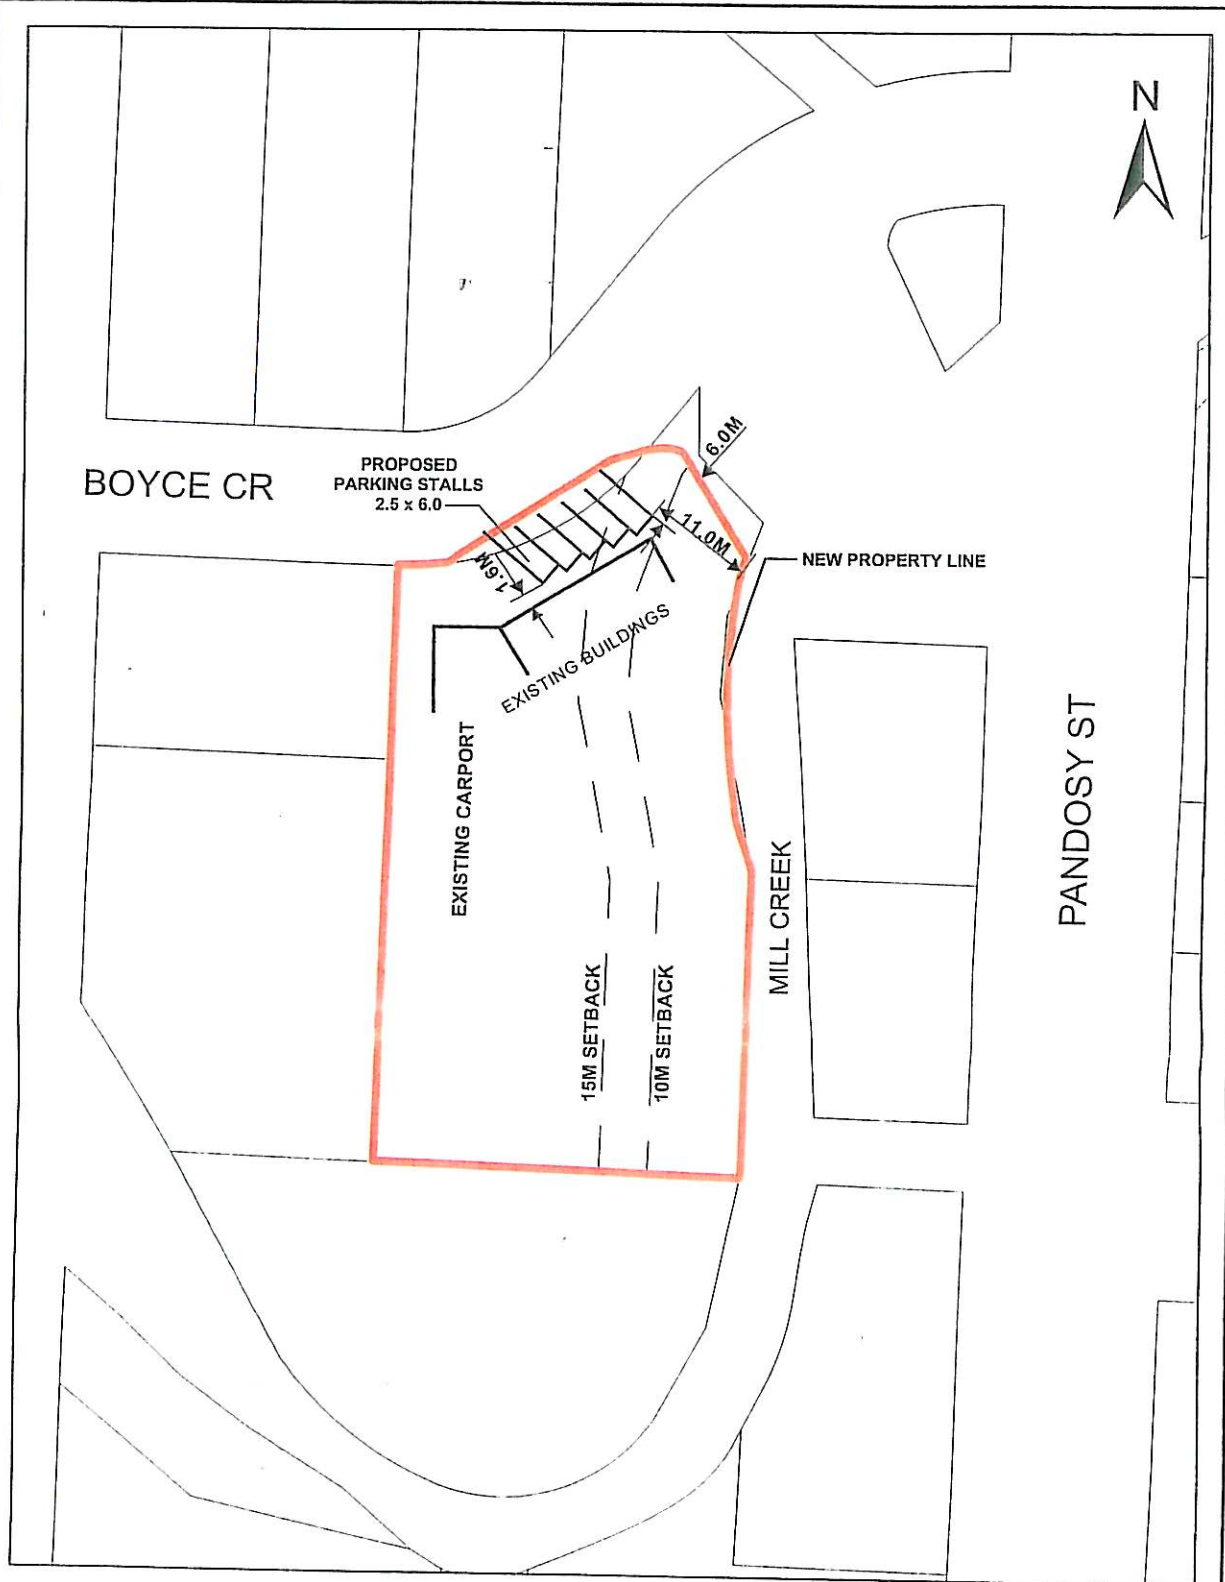 N
6.0M
BOYCE CR
PROPOSED
PARKING STALLS
2.5 x 6.0
11.0M
NEW PROPERTY LINE
1.6M
EXISTING BUILDINGS
EXISTING CARPORT
PANDOSY ST
MILL CREEK
15M SETBACK
10M SETBACK